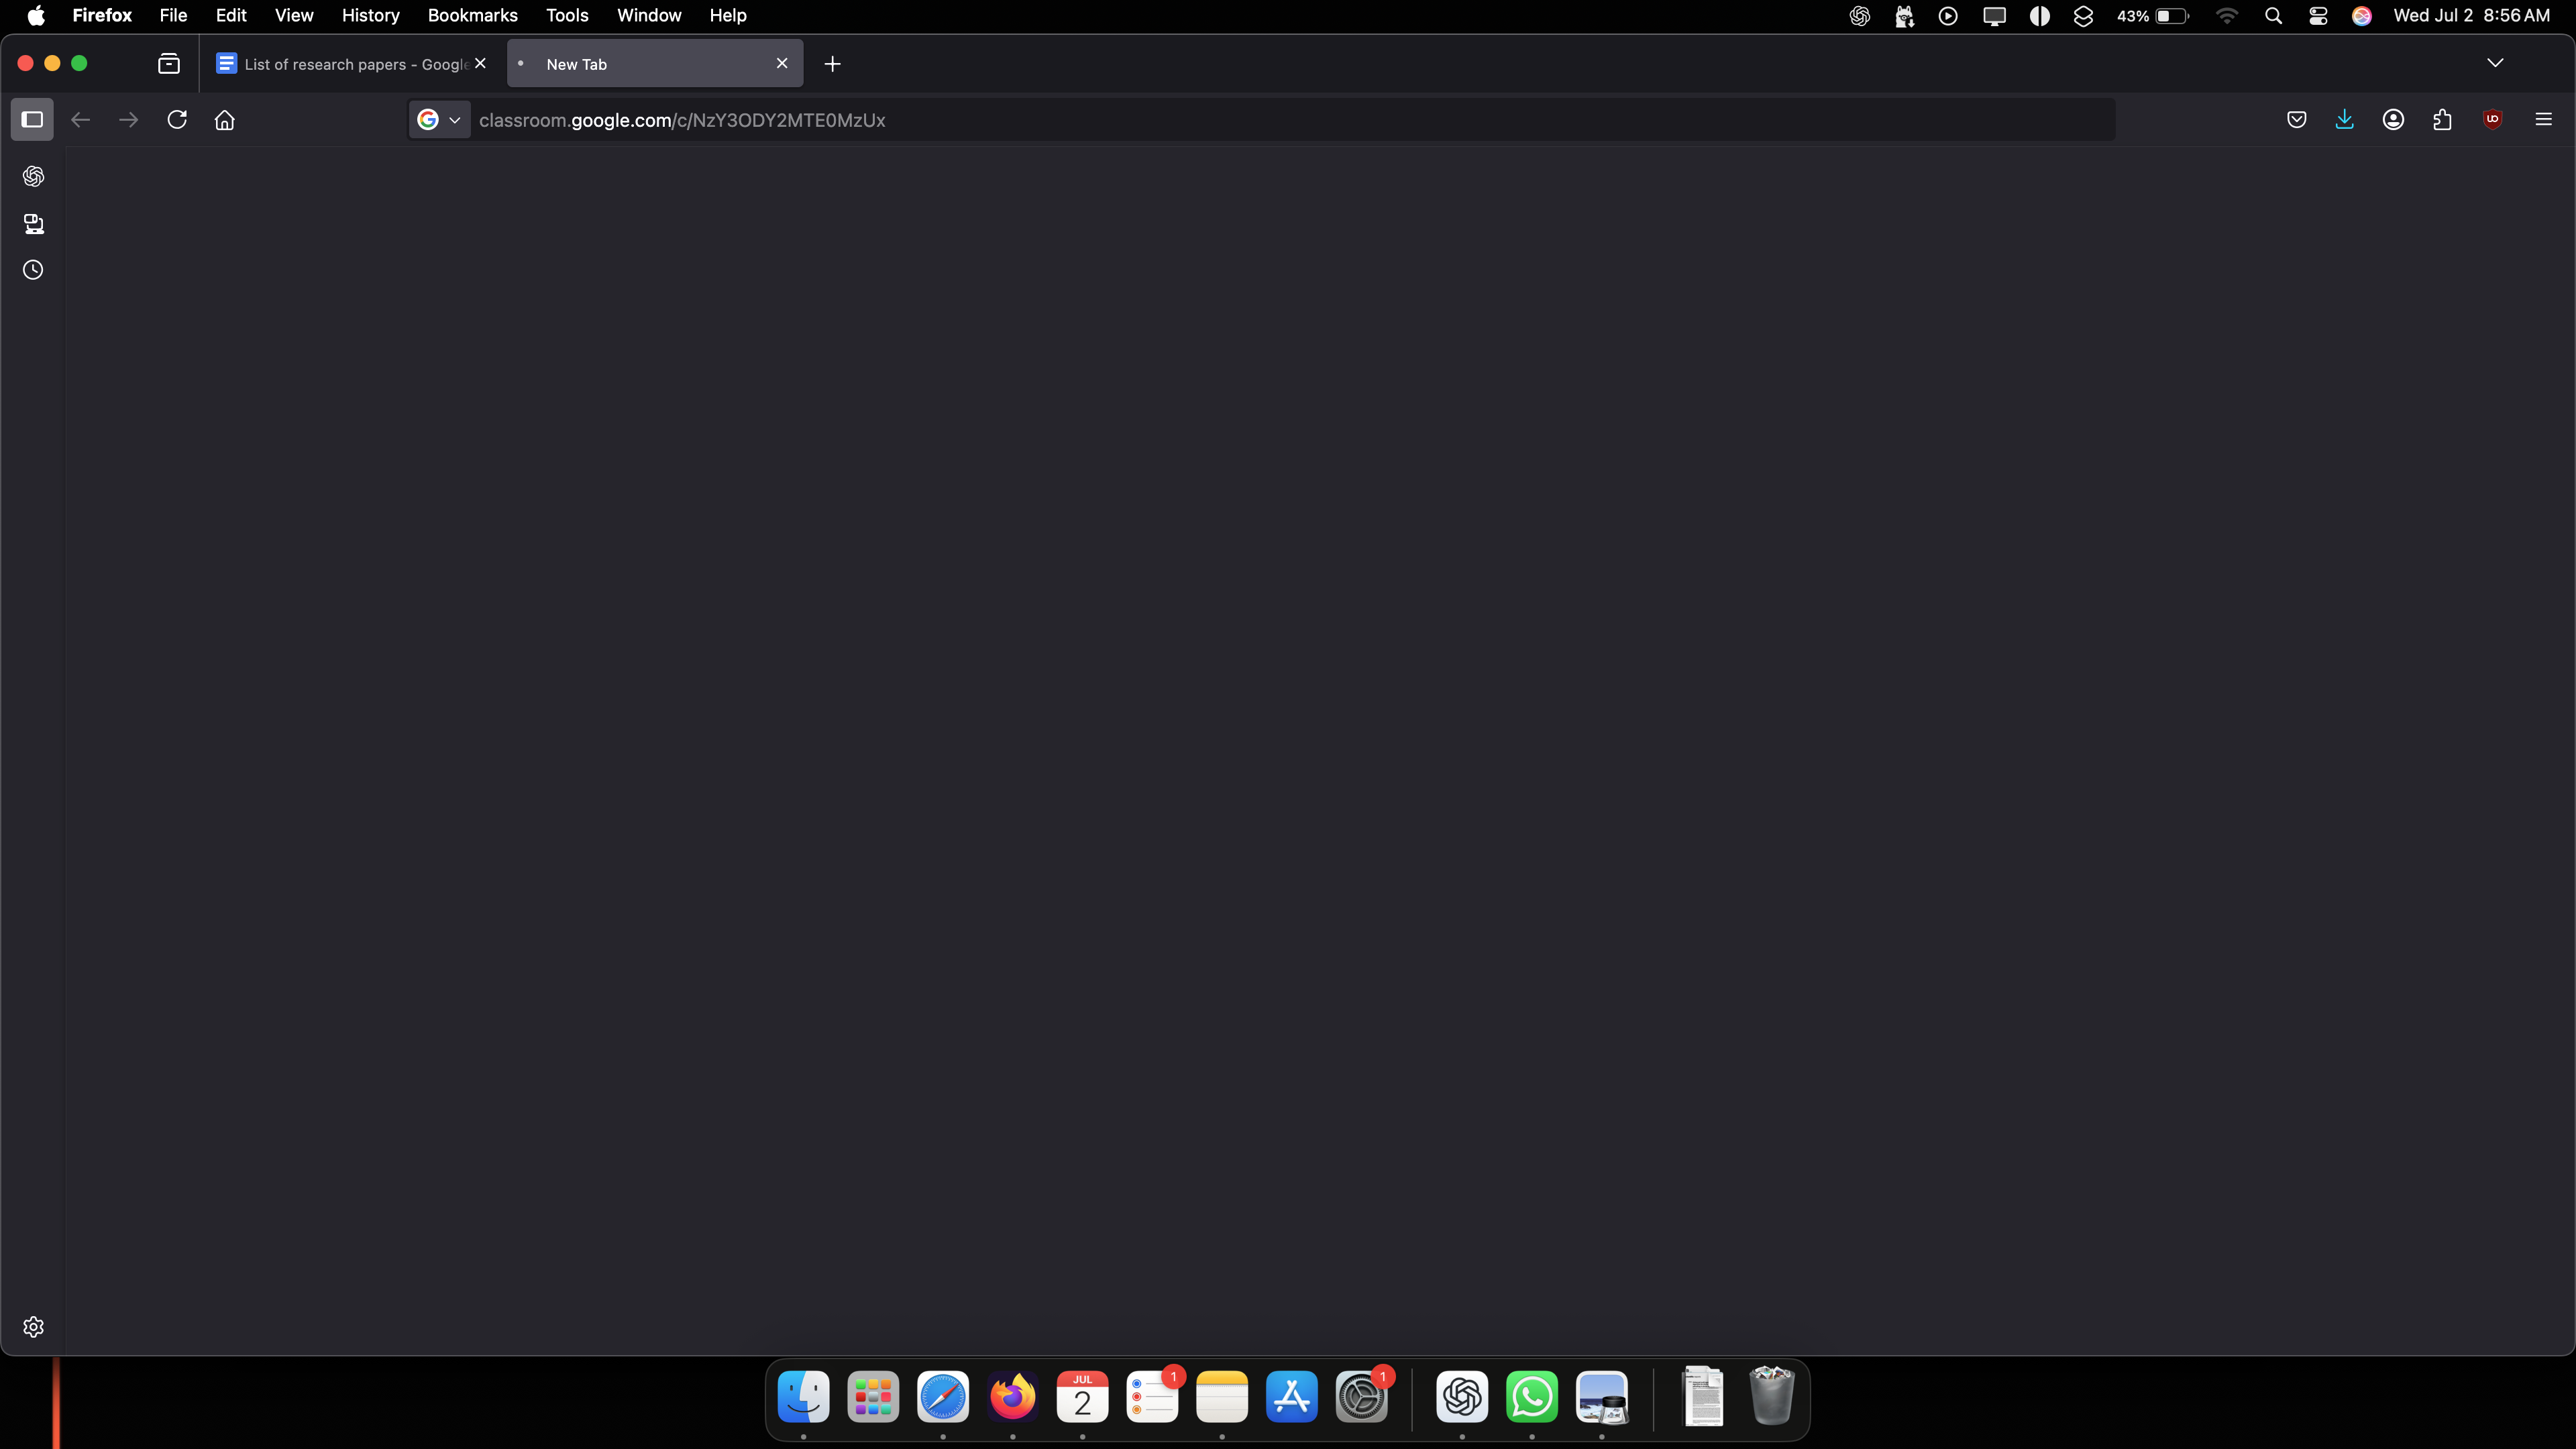 Firefox File Edit View History Bookmarks Tools Window Help 43% Wed Jul 2 8:56 AM
List of research papers - Google New Tab
classroom.google.com/c/NzY3ODY2MTE0MzUx
JUL 1 1
2